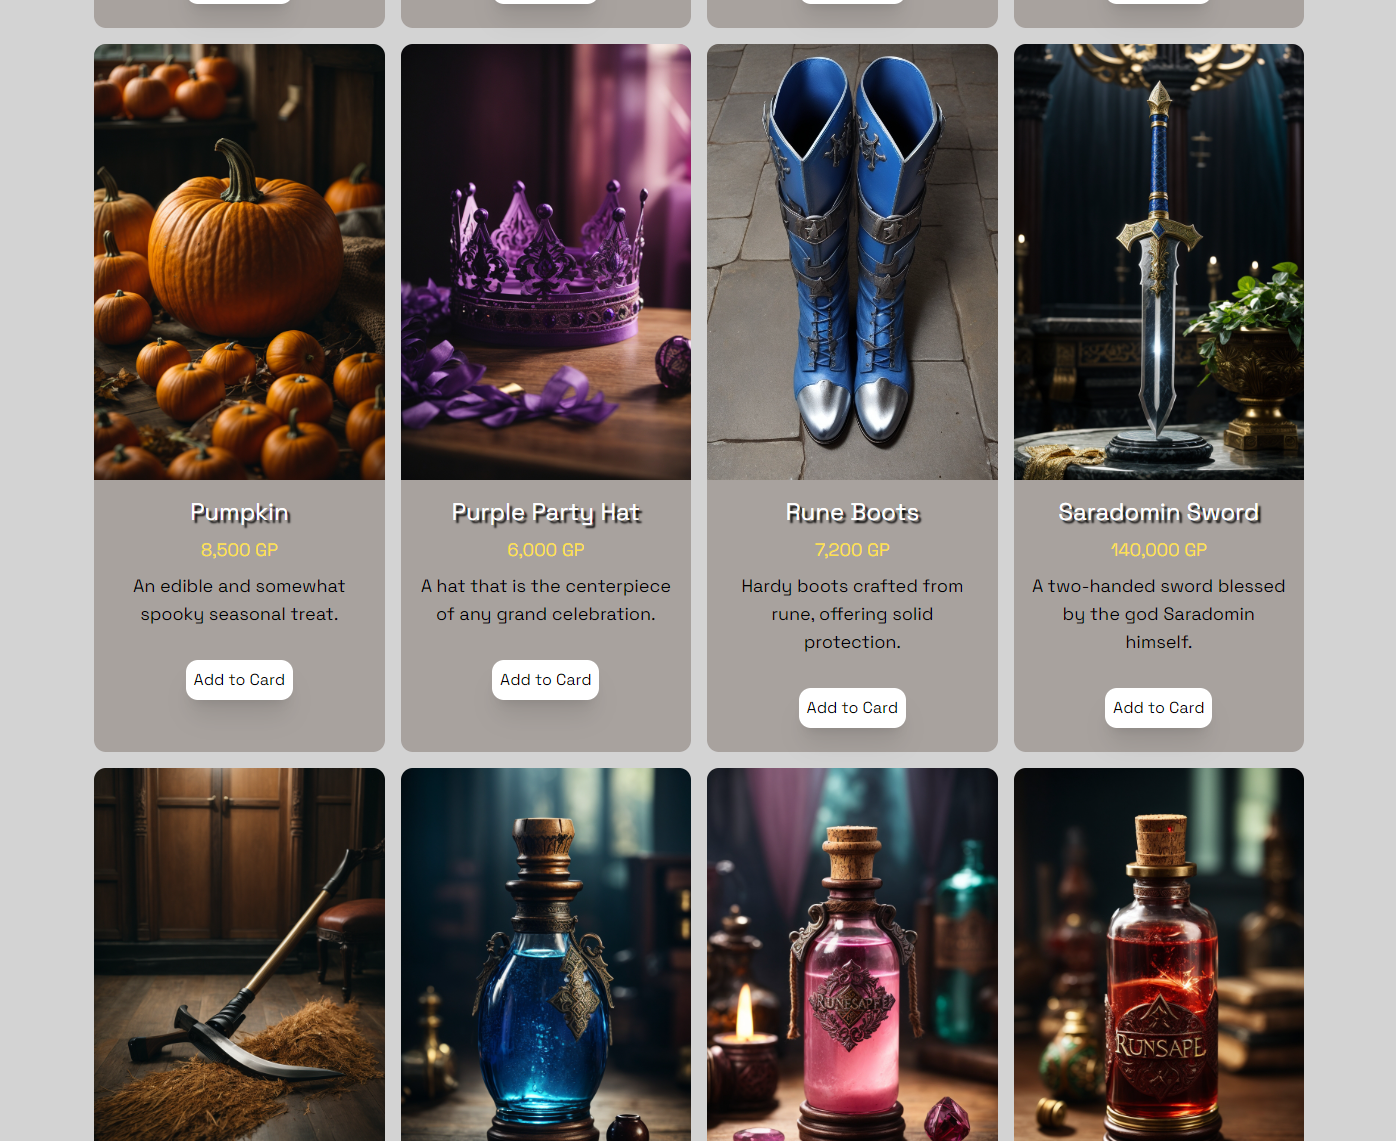 Pumpkin
8,500 GP
An edible and somewhat
spooky seasonal treat.
Add to Card
Purple Party Hat
6,000 GP
A hat that is the centerpiece
of any grand celebration.
Add to Card
Rune Boots
7,200 GP
Hardy boots crafted from
rune, offering solid
protection.
Add to Card
Saradomin Sword
140,000 GP
A two-handed sword blessed
by the god Saradomin
himself.
Add to Card
RUNSAPE